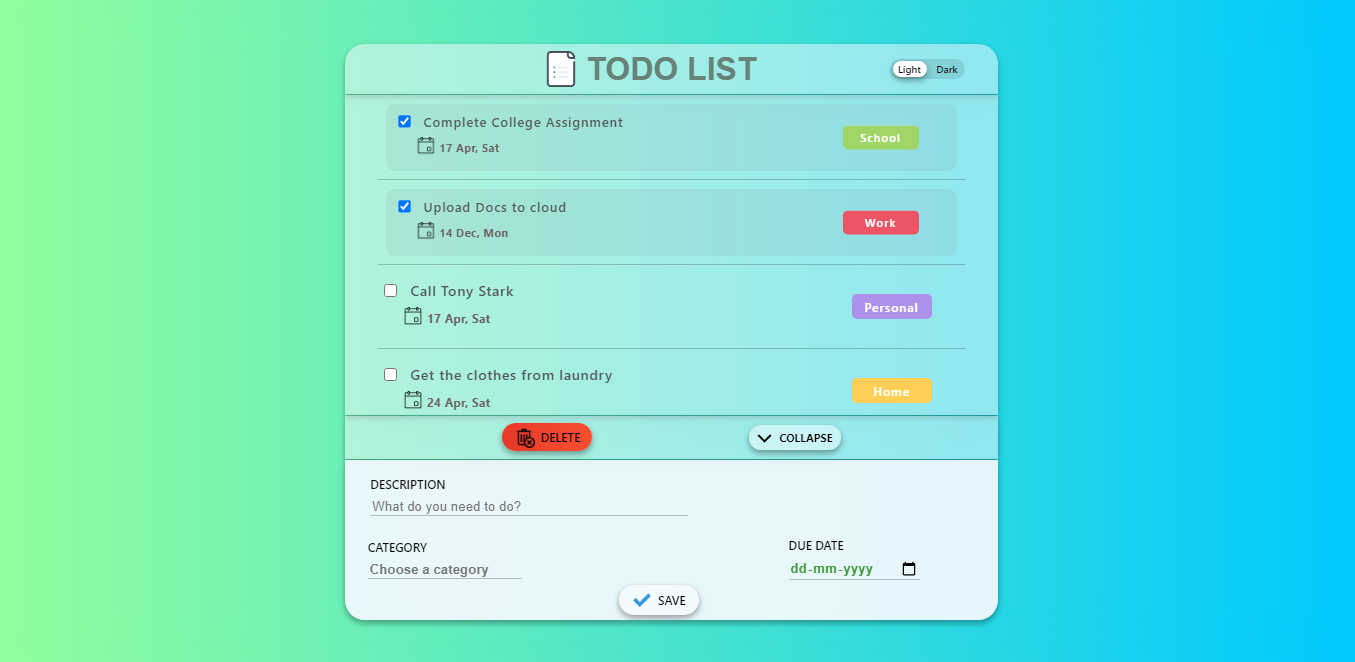 TODO LIST
Light Dark
Complete College Assignment
17 Apr, Sat
School
Upload Docs to cloud
14 Dec, Mon
Work
Call Tony Stark
17 Apr, Sat
Personal
Get the clothes from laundry
24 Apr, Sat
Home
DELETE
COLLAPSE
DESCRIPTION
What do you need to do?
CATEGORY
Choose a category
DUE DATE
dd-mm-yyyy
SAVE